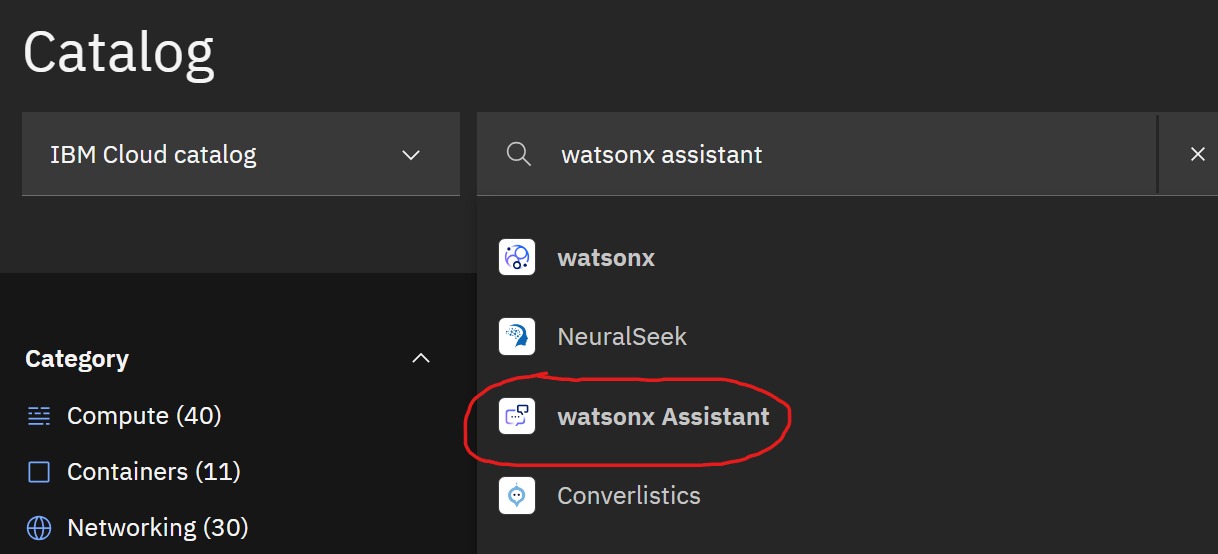 Catalog
IBM Cloud catalog
watsonx assistant
watsonx
NeuralSeek
watsonx Assistant
Converlistics
Category
Compute (40)
Containers (11)
Networking (30)